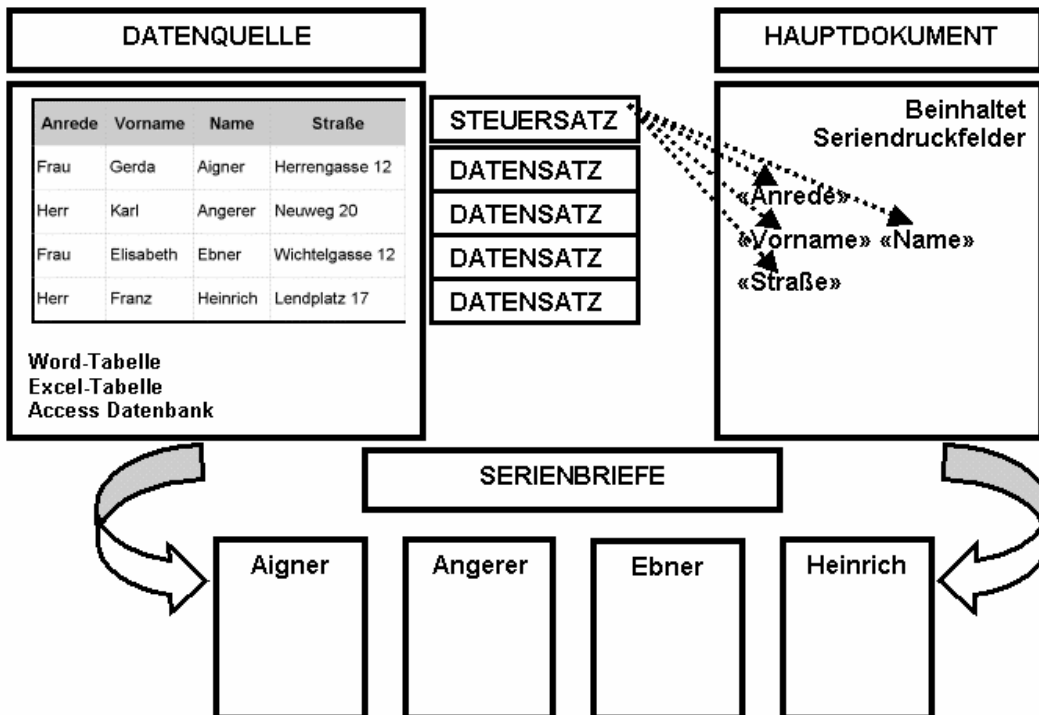 DATENQUELLE
HAUPTDOKUMENT
Anrede Vorname Name Straße
Frau Gerda Aigner Herrengasse 12
Herr Karl Angerer Neuweg 20
Frau Elisabeth Ebner Wichtelgasse 12
Herr Franz Heinrich Lendplatz 17
Word-Tabelle
Excel-Tabelle
Access Datenbank
STEUERSATZ
DATENSATZ
DATENSATZ
DATENSATZ
DATENSATZ
Beinhaltet
Seriendruckfelder
«Anrede»
«Vorname» «Name»
«Straße»
SERIENBRIEFE
Aigner
Angerer
Ebner
Heinrich